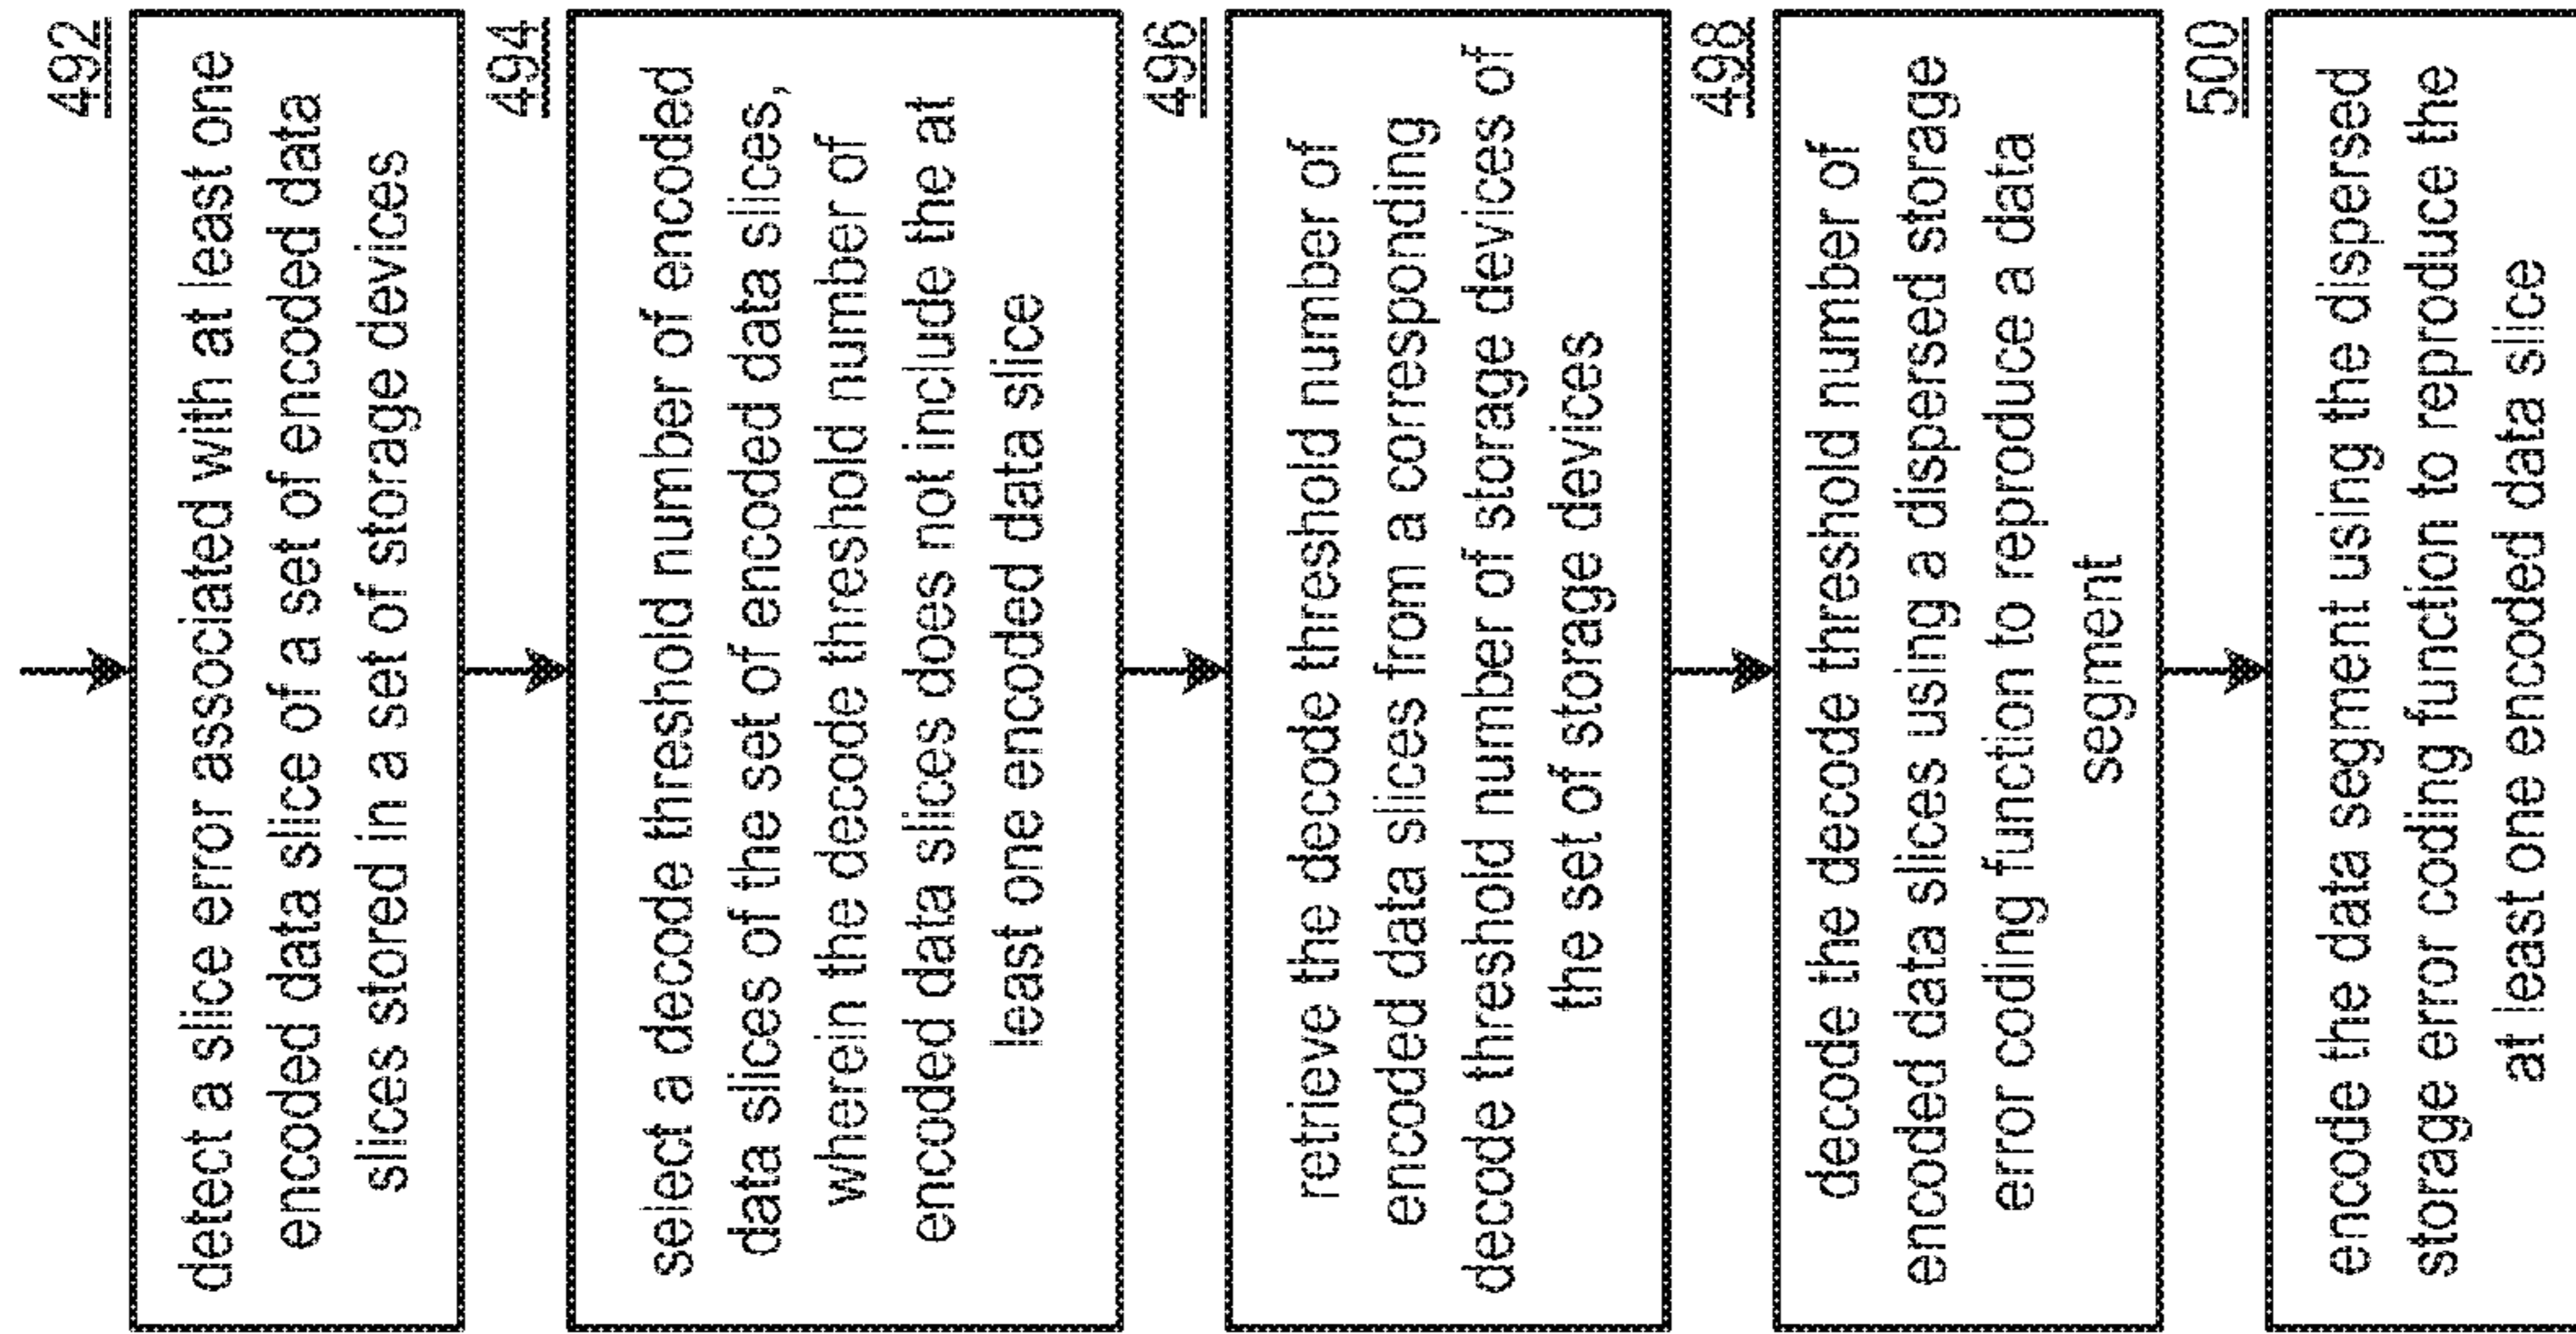 492
detect a slice error associated with at least one
encoded data slice of a set of encoded data
slices stored in a set of storage devices
494
select a decode threshold number of encoded
data slices of the set of encoded data slices,
wherein the decode threshold number of
encoded data slices does not include the at
least one encoded data slice
496
retrieve the decode threshold number of
encoded data slices from a corresponding
decode threshold number of storage devices of
the set of storage devices
498
decode the decode threshold number of
encoded data slices using a dispersed storage
error coding function to reproduce a data
segment
500
encode the data segment using the dispersed
storage error coding function to reproduce the
at least one encoded data slice